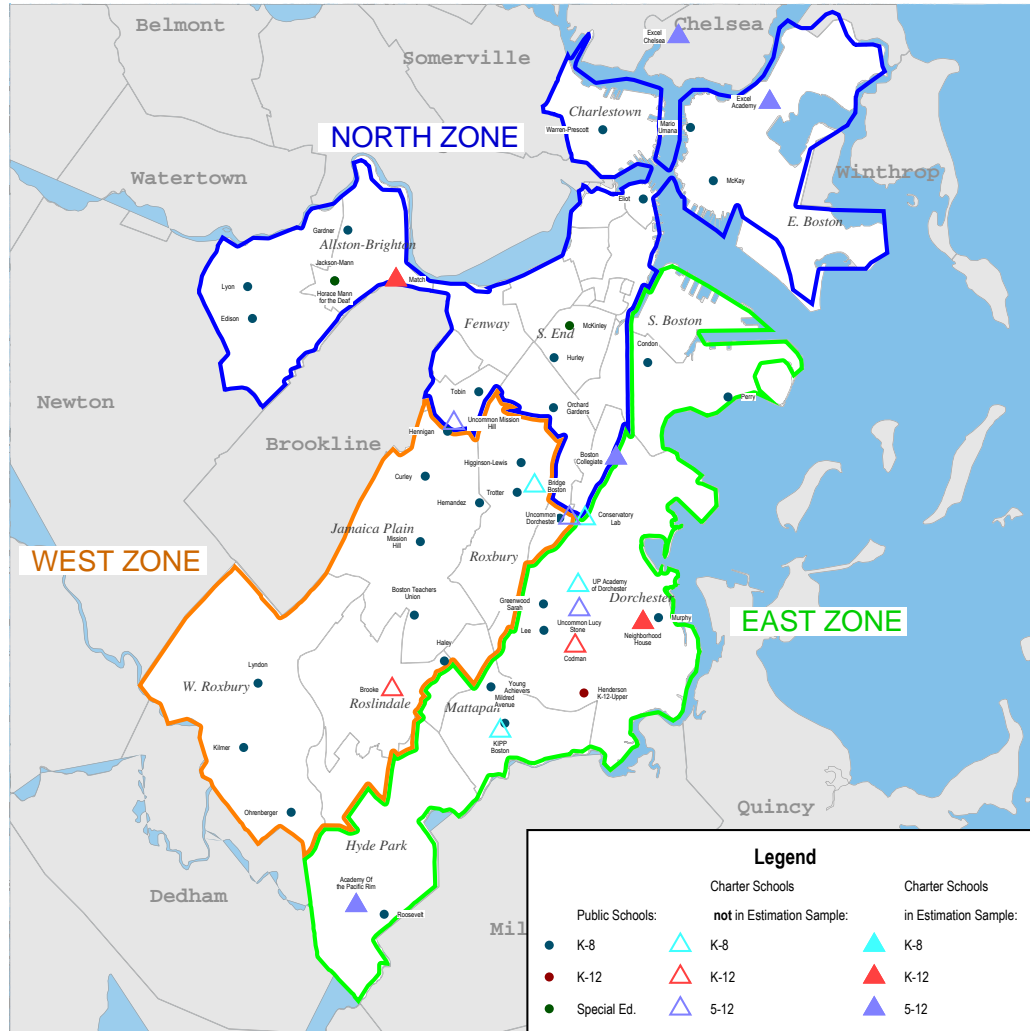 Belmont
Chelsea
Somerville
Excel
Chelsea
Excel
Academy
Charlestown
Warren-Prescott
Mario
Umana
NORTH ZONE
Watertown
Winthrop
McKay
Eliot
E. Boston
Gardner
Allston-Brighton
Jackson-Mann
Match
Lyon
Horace Mann
for the Deaf
Edison
Fenway
S. End
McKinley
S. Boston
Hurley
Condon
Newton
Tobin
Perry
Orchard
Gardens
Uncommon Mission
Hill
Hennigan
Brookline
Boston
Collegiate
Higginson-Lewis
Curley
Trotter
Bridge
Boston
Hernandez
Uncommon
Dorchester
Conservatory
Lab
Jamaica Plain
Mission
Hill
Roxbury
WEST ZONE
UP Academy
of Dorchester
Boston Teachers
Union
Greenwood
Sarah
Dorchester
Uncommon Lucy
Stone
Murphy
EAST ZONE
Lee
Neighborhood
House
Haley
Codman
Lyndon
W. Roxbury
Brooke
Roslindale
Young
Achievers
Mildred
Avenue
Mattapan
Henderson
K-12-Upper
Kilmer
KIPP
Boston
Ohrenberger
Quincy
Hyde Park
Dedham
Academy Of
the Pacific Rim
Roosevelt
Mil
Legend
Charter Schools
Charter Schools
Public Schools:
not in Estimation Sample:
in Estimation Sample:
K-8
K-8
K-8
K-12
K-12
K-12
Special Ed.
5-12
5-12